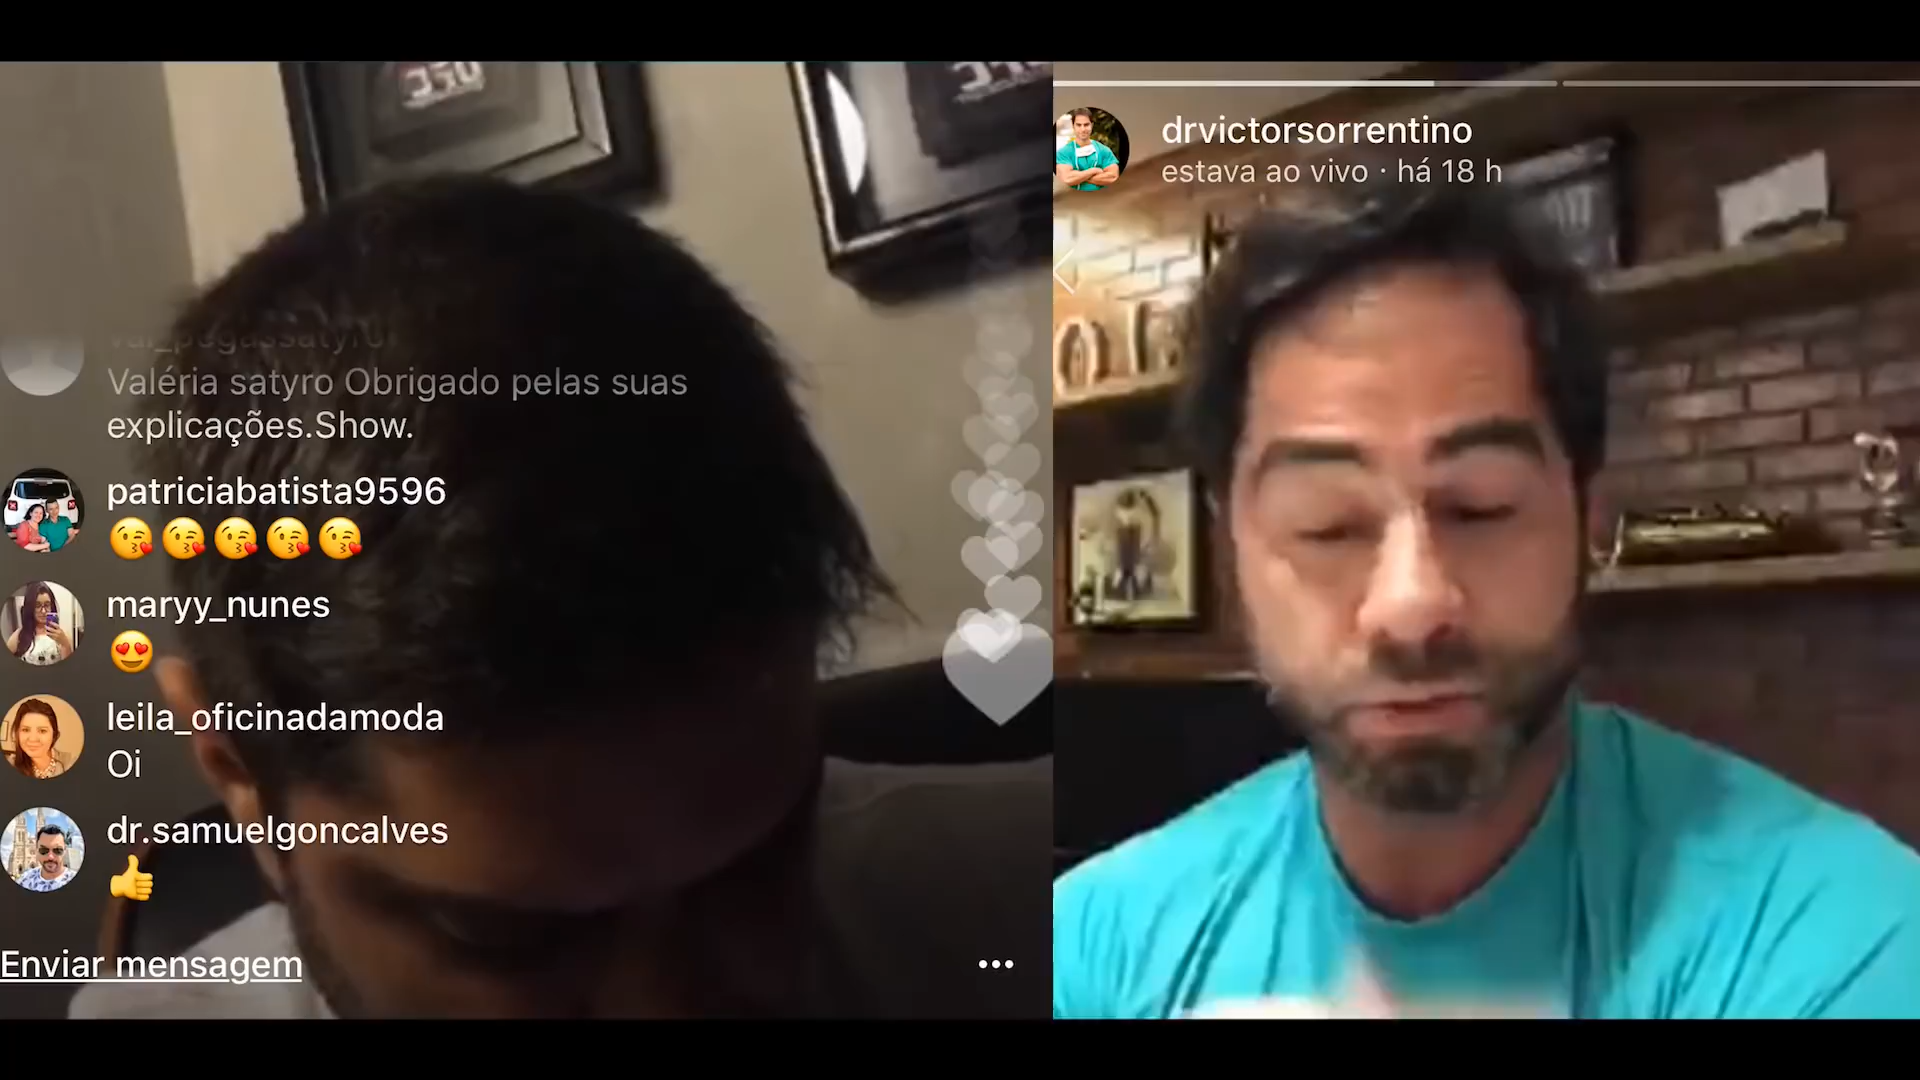 Valéria satyro Obrigado pelas suas
explicações.Show.
patriciabatista9596
😘😘😘😘😘
maryy_nunes
😍
leila_oficinadamoda
Oi
dr.samuelgoncalves
👍
Enviar mensagem
drvictorsorrentino
estava ao vivo · há 18 h